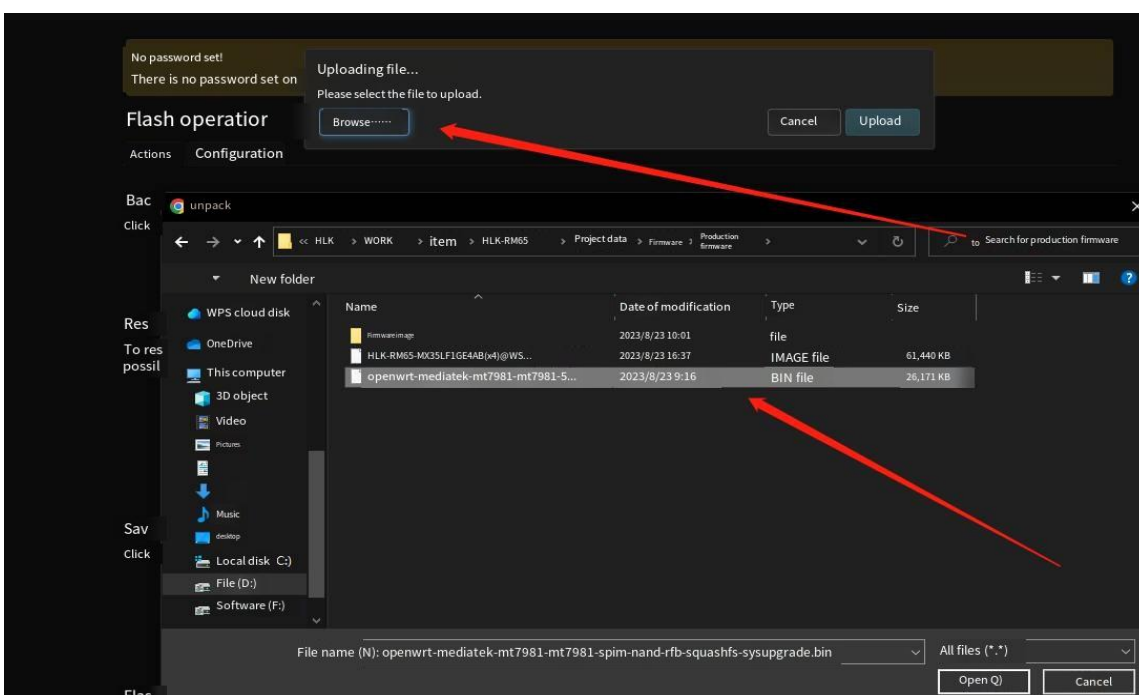 No password set!
There is no password set on
Uploading file...
Please select the file to upload.
Browse······
Cancel
Upload
Flash operatior
Actions
Configuration
Bac
Click
unpack
« HLK > WORK > item > HLK-RM65 > Project data > Firmware > Production firmware >
to Search for production firmware
New folder
WPS cloud disk
OneDrive
This computer
3D object
Video
Pictures
Music
desktop
Local disk C:)
File (D:)
Software (F:)
Name Date of modification Type Size
Firmware image 2023/8/23 10:01 file
HLK-RM65-MX35LF1GE4AB(x4)@WS... 2023/8/23 16:37 IMAGE file 61,440 KB
openwrt-mediatek-mt7981-mt7981-5... 2023/8/23 9:16 BIN file 26,171 KB
Res
To res
possil
Sav
Click
File name (N): openwrt-mediatek-mt7981-mt7981-spim-nand-rfb-squashfs-sysupgrade.bin
All files (*.*)
Open Q)
Cancel